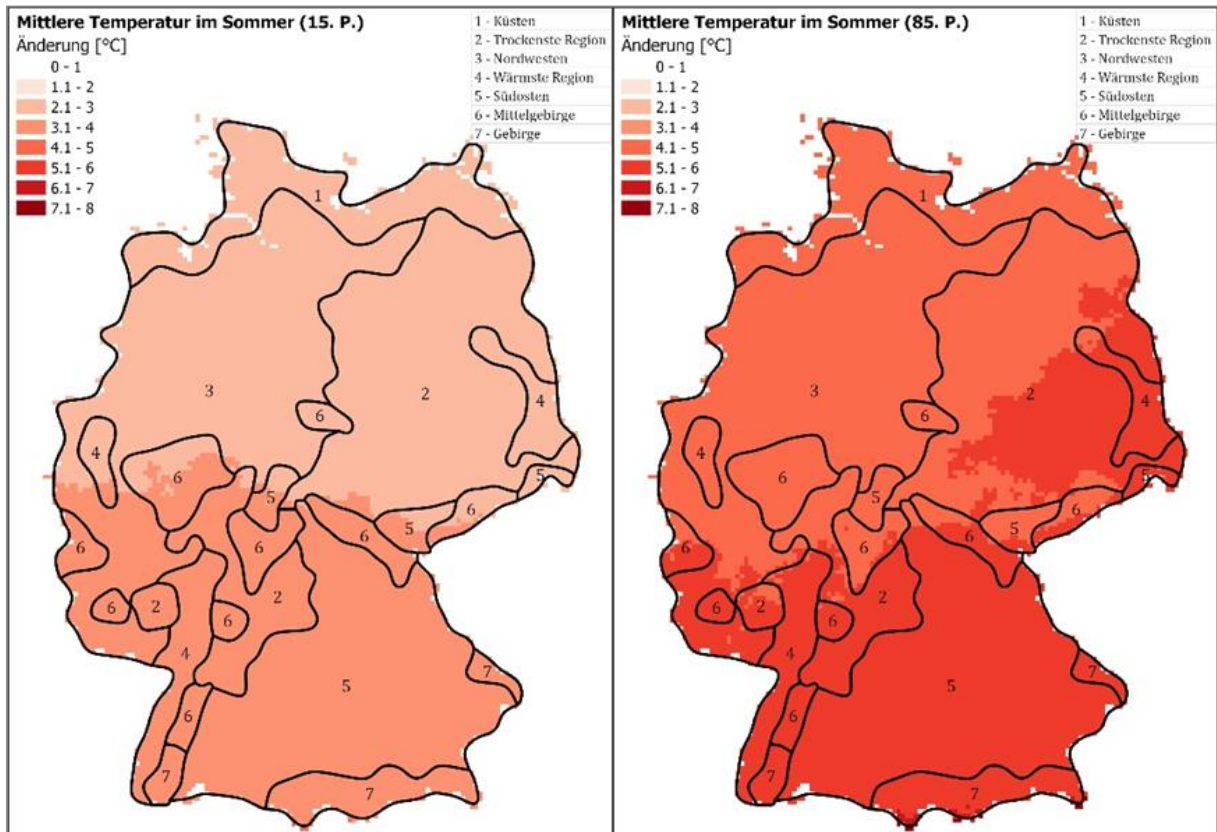 Mittlere Temperatur im Sommer (15. P.)
Änderung [°C]
0 - 1
1.1 - 2
2.1 - 3
3.1 - 4
4.1 - 5
5.1 - 6
6.1 - 7
7.1 - 8
1 - Küsten
2 - Trockenste Region
3 - Nordwesten
4 - Wärmste Region
5 - Südosten
6 - Mittelgebirge
7 - Gebirge
1
3
2
6
4
4
6
5
5
6
5
6
6
6
2
6
2
6
4
7
5
6
7
7
Mittlere Temperatur im Sommer (85. P.)
Änderung [°C]
0 - 1
1.1 - 2
2.1 - 3
3.1 - 4
4.1 - 5
5.1 - 6
6.1 - 7
7.1 - 8
1 - Küsten
2 - Trockenste Region
3 - Nordwesten
4 - Wärmste Region
5 - Südosten
6 - Mittelgebirge
7 - Gebirge
1
3
2
6
4
4
6
5
5
6
5
6
6
6
2
6
2
6
4
7
5
6
7
7